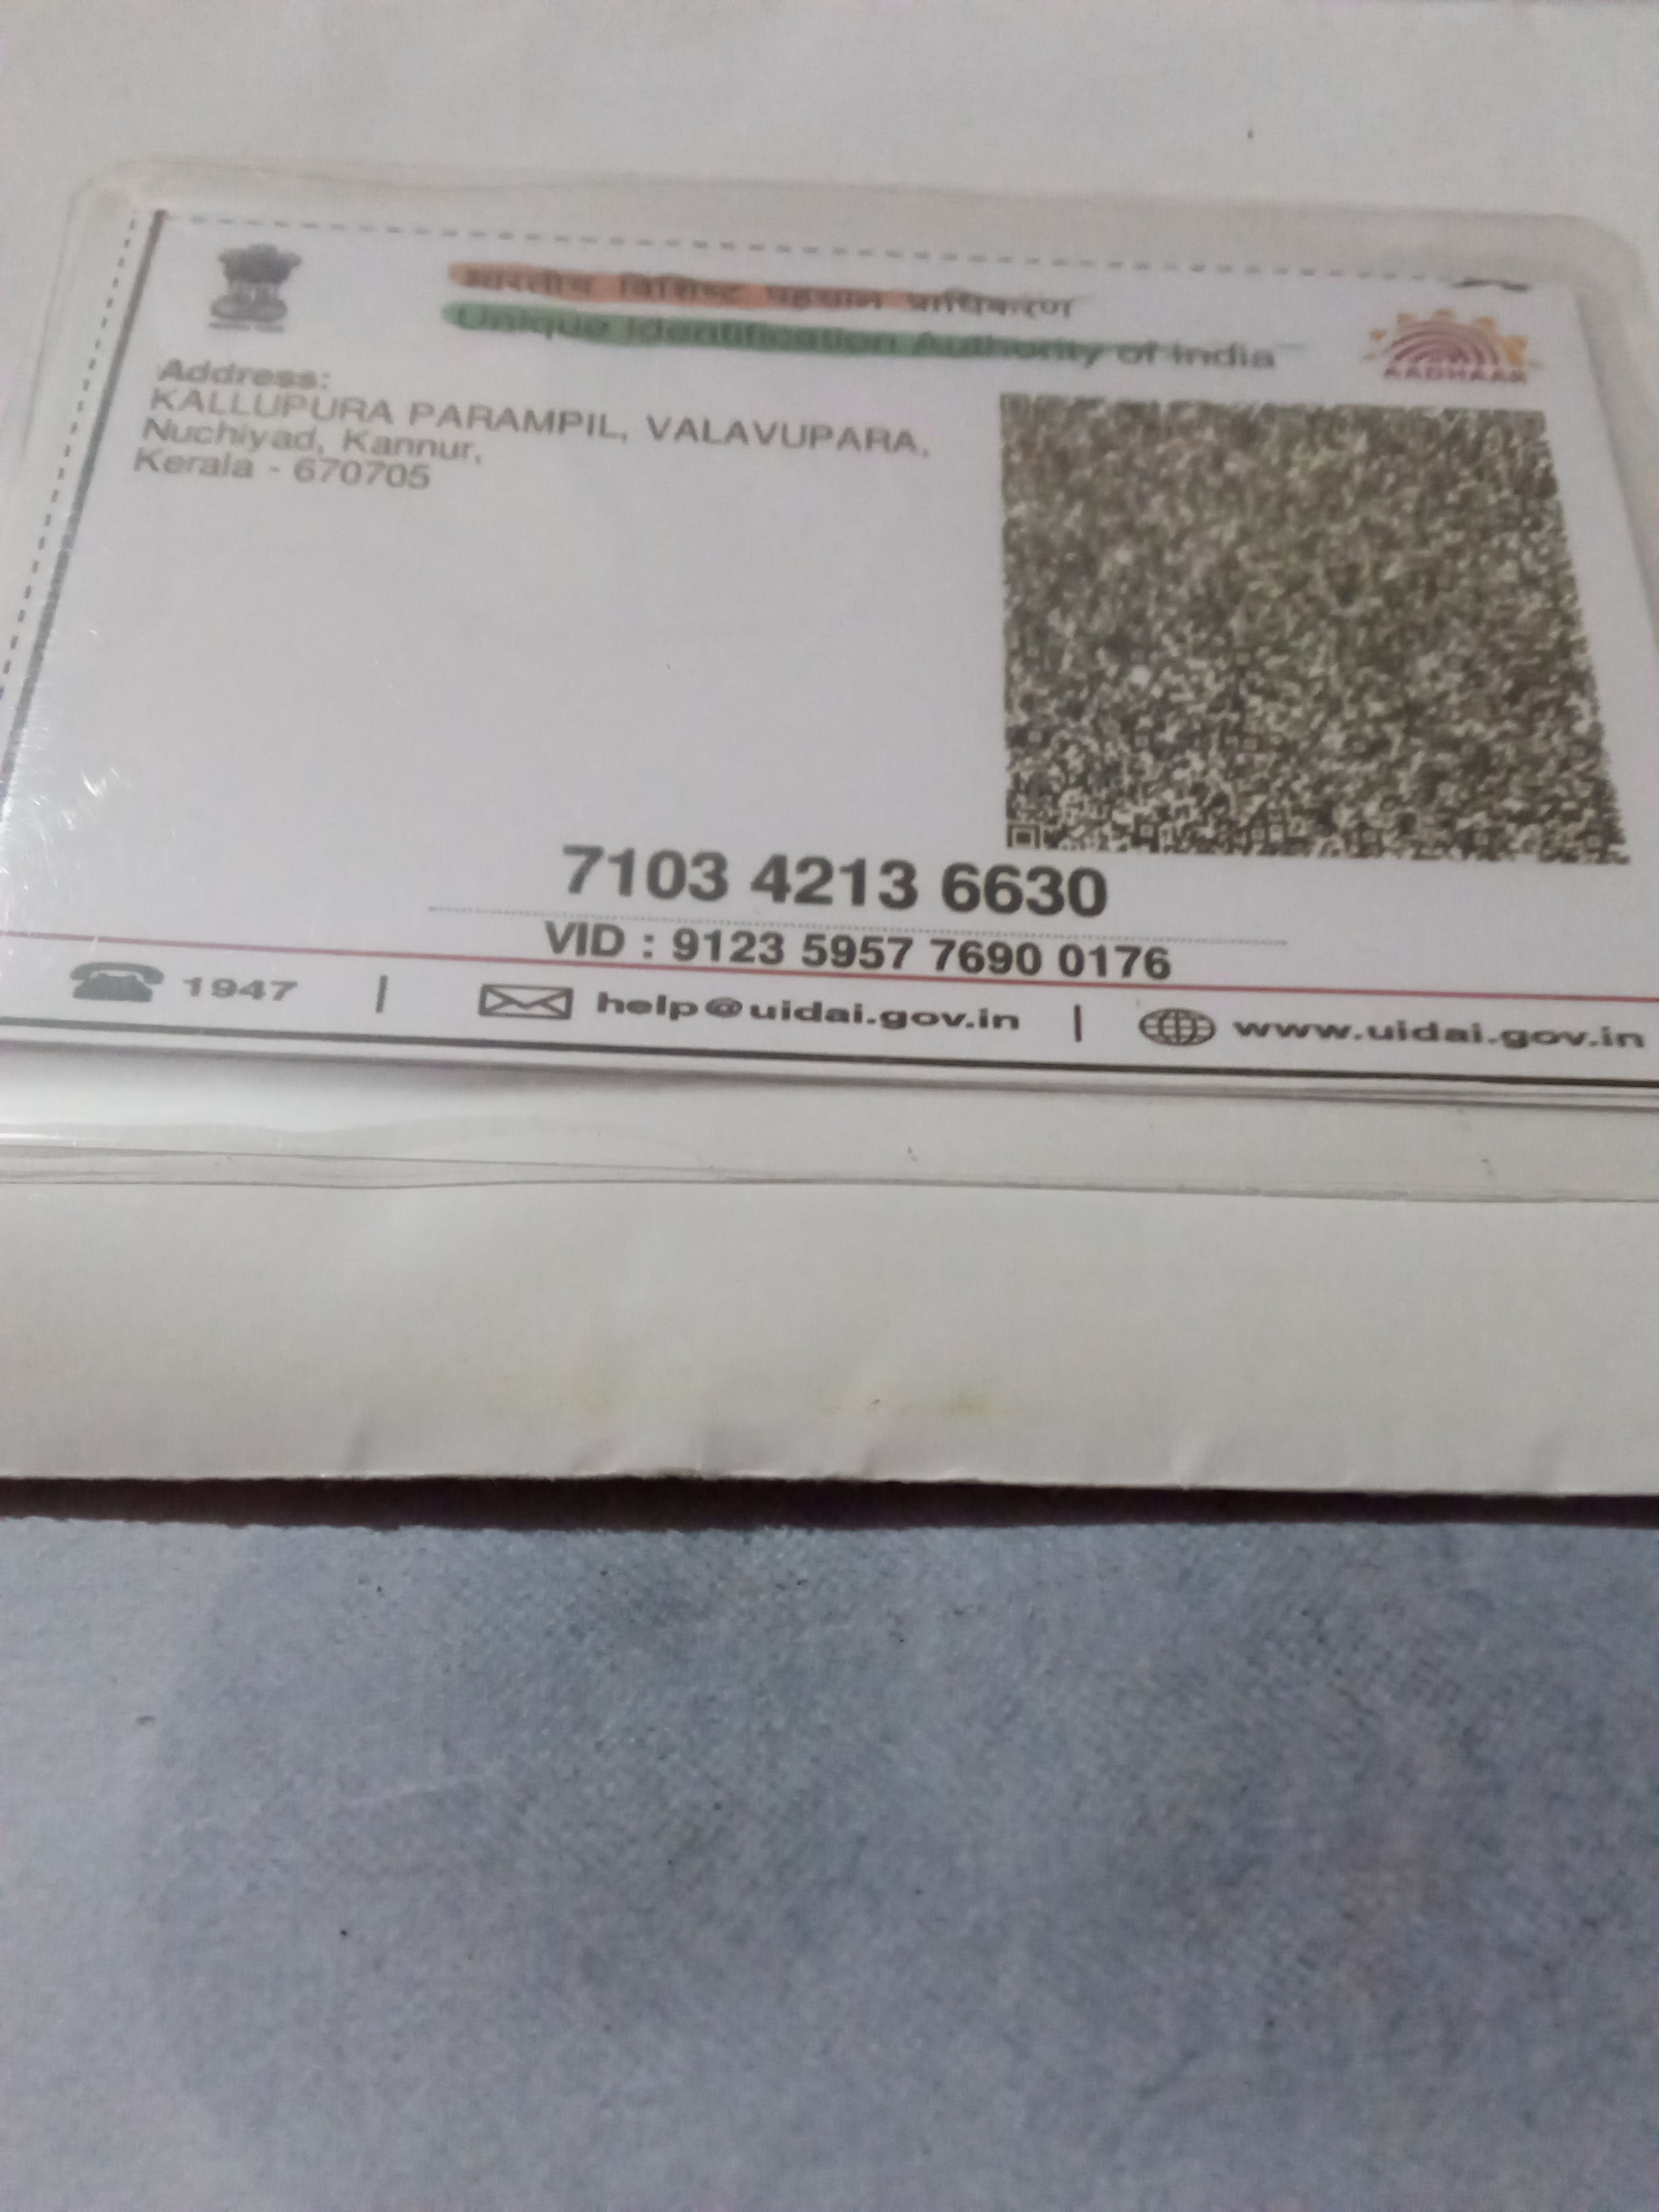 भारतीय विशिष्ट पहचान प्राधिकरण
Unique Identification Authority of India
AADHAAR
Address:
KALLUPURA PARAMPIL, VALAVUPARA,
Nuchiyad, Kannur,
Kerala - 670705
7103 4213 6630
VID : 9123 5957 7690 0176
1947 | help@uidai.gov.in | www.uidai.gov.in